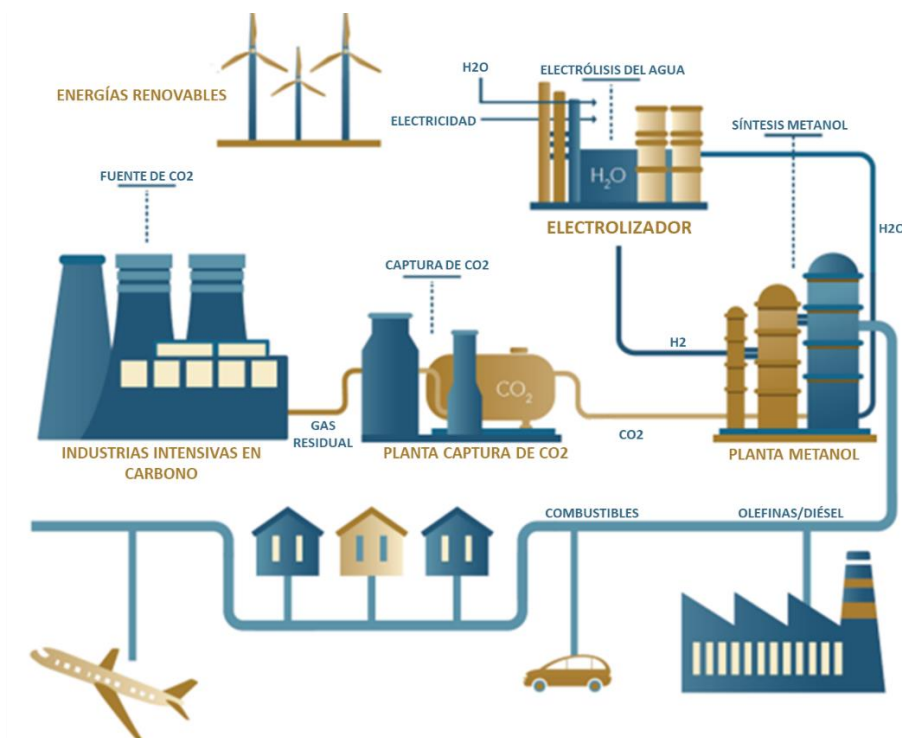 ENERGÍAS RENOVABLES
H2O
ELECTRÓLISIS DEL AGUA
ELECTRICIDAD
SÍNTESIS METANOL
FUENTE DE CO2
H₂O
ELECTROLIZADOR
H2O
CAPTURA DE CO2
H2
CO₂
GAS
RESIDUAL
CO2
INDUSTRIAS INTENSIVAS EN
CARBONO
PLANTA CAPTURA DE CO2
PLANTA METANOL
COMBUSTIBLES
OLEFINAS/DIÉSEL